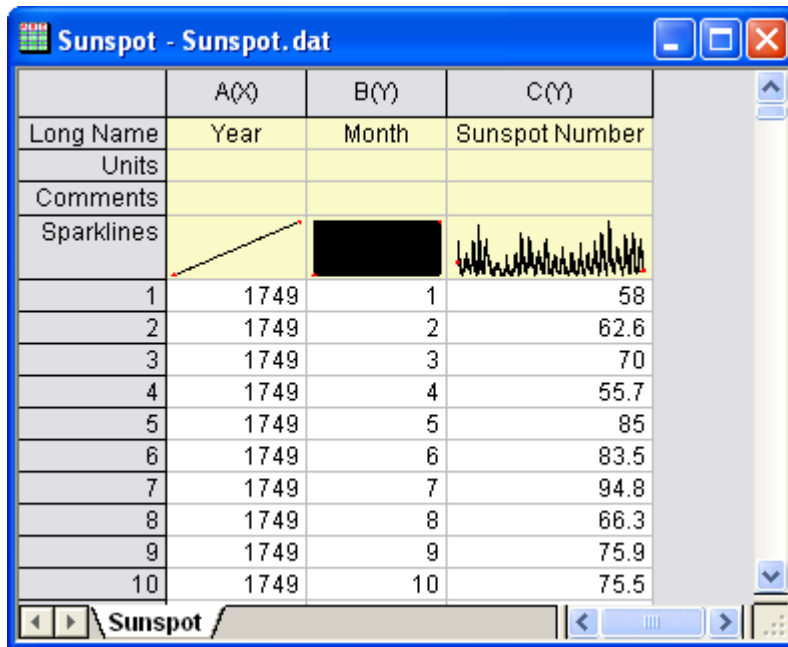 Sunspot - Sunspot.dat
A(X) B(Y) C(Y)
Long Name Year Month Sunspot Number
Units
Comments
Sparklines
1 1749 1 58
2 1749 2 62.6
3 1749 3 70
4 1749 4 55.7
5 1749 5 85
6 1749 6 83.5
7 1749 7 94.8
8 1749 8 66.3
9 1749 9 75.9
10 1749 10 75.5
Sunspot